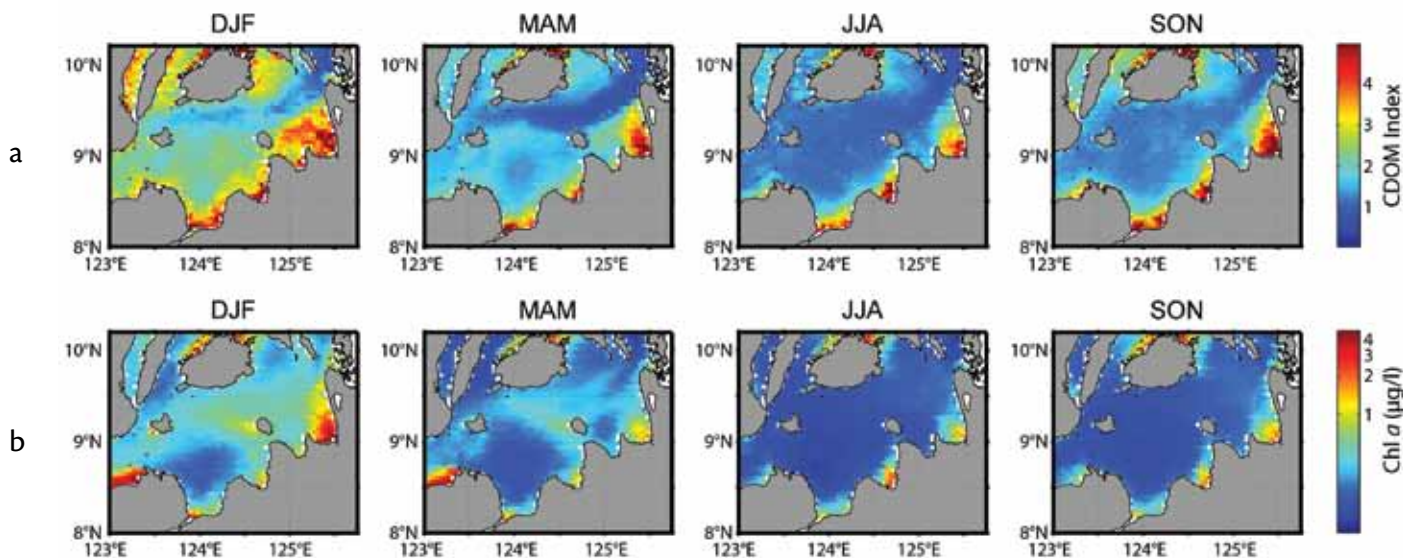 DJF MAM JJA SON
10°N 10°N 10°N 10°N 4
a 9°N 9°N 9°N 9°N 3 CDOM Index
2
1
8°N 8°N 8°N 8°N
123°E 124°E 125°E 123°E 124°E 125°E 123°E 124°E 125°E 123°E 124°E 125°E
DJF MAM JJA SON
10°N 10°N 10°N 10°N 4
3
2
b 9°N 9°N 9°N 9°N 1 Chl a (µg/l)
8°N 8°N 8°N 8°N
123°E 124°E 125°E 123°E 124°E 125°E 123°E 124°E 125°E 123°E 124°E 125°E